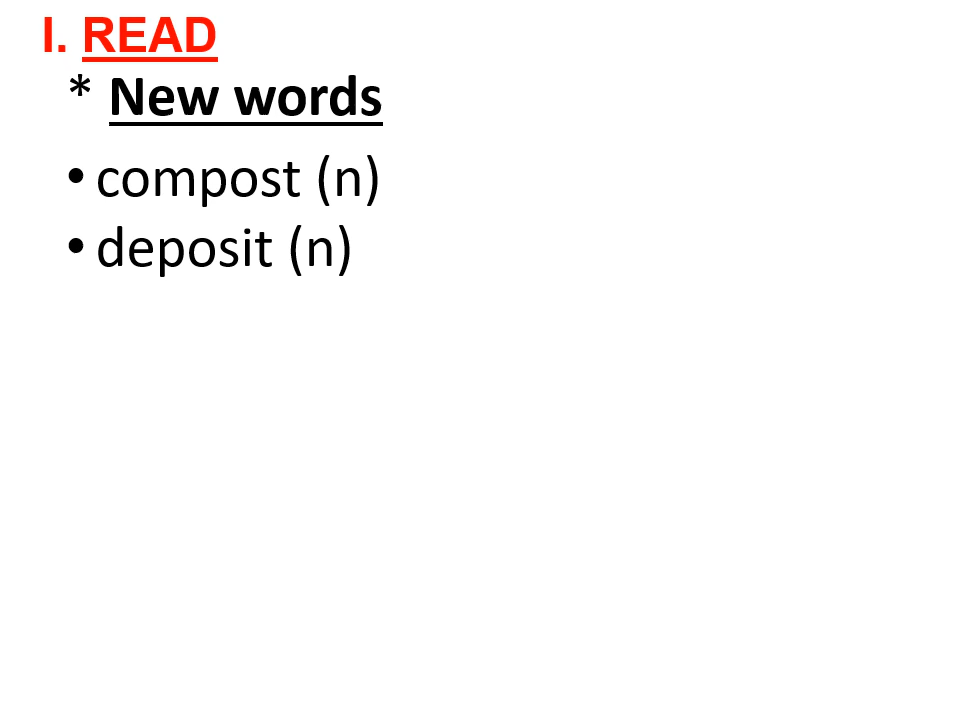 I. READ
* New words
• compost (n)
• deposit (n)